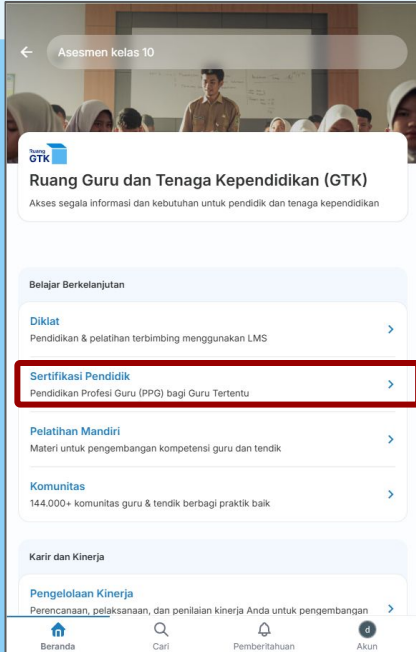 Asesmen kelas 10
Ruang
GTK
Ruang Guru dan Tenaga Kependidikan (GTK)
Akses segala informasi dan kebutuhan untuk pendidik dan tenaga kependidikan
Belajar Berkelanjutan
Diklat
Pendidikan & pelatihan terbimbing menggunakan LMS
Sertifikasi Pendidik
Pendidikan Profesi Guru (PPG) bagi Guru Tertentu
Pelatihan Mandiri
Materi untuk pengembangan kompetensi guru dan tendik
Komunitas
144.000+ komunitas guru & tendik berbagi praktik baik
Karir dan Kinerja
Pengelolaan Kinerja
Perencanaan, pelaksanaan, dan penilaian kinerja Anda untuk pengembangan
d
Beranda Cari Pemberitahuan Akun